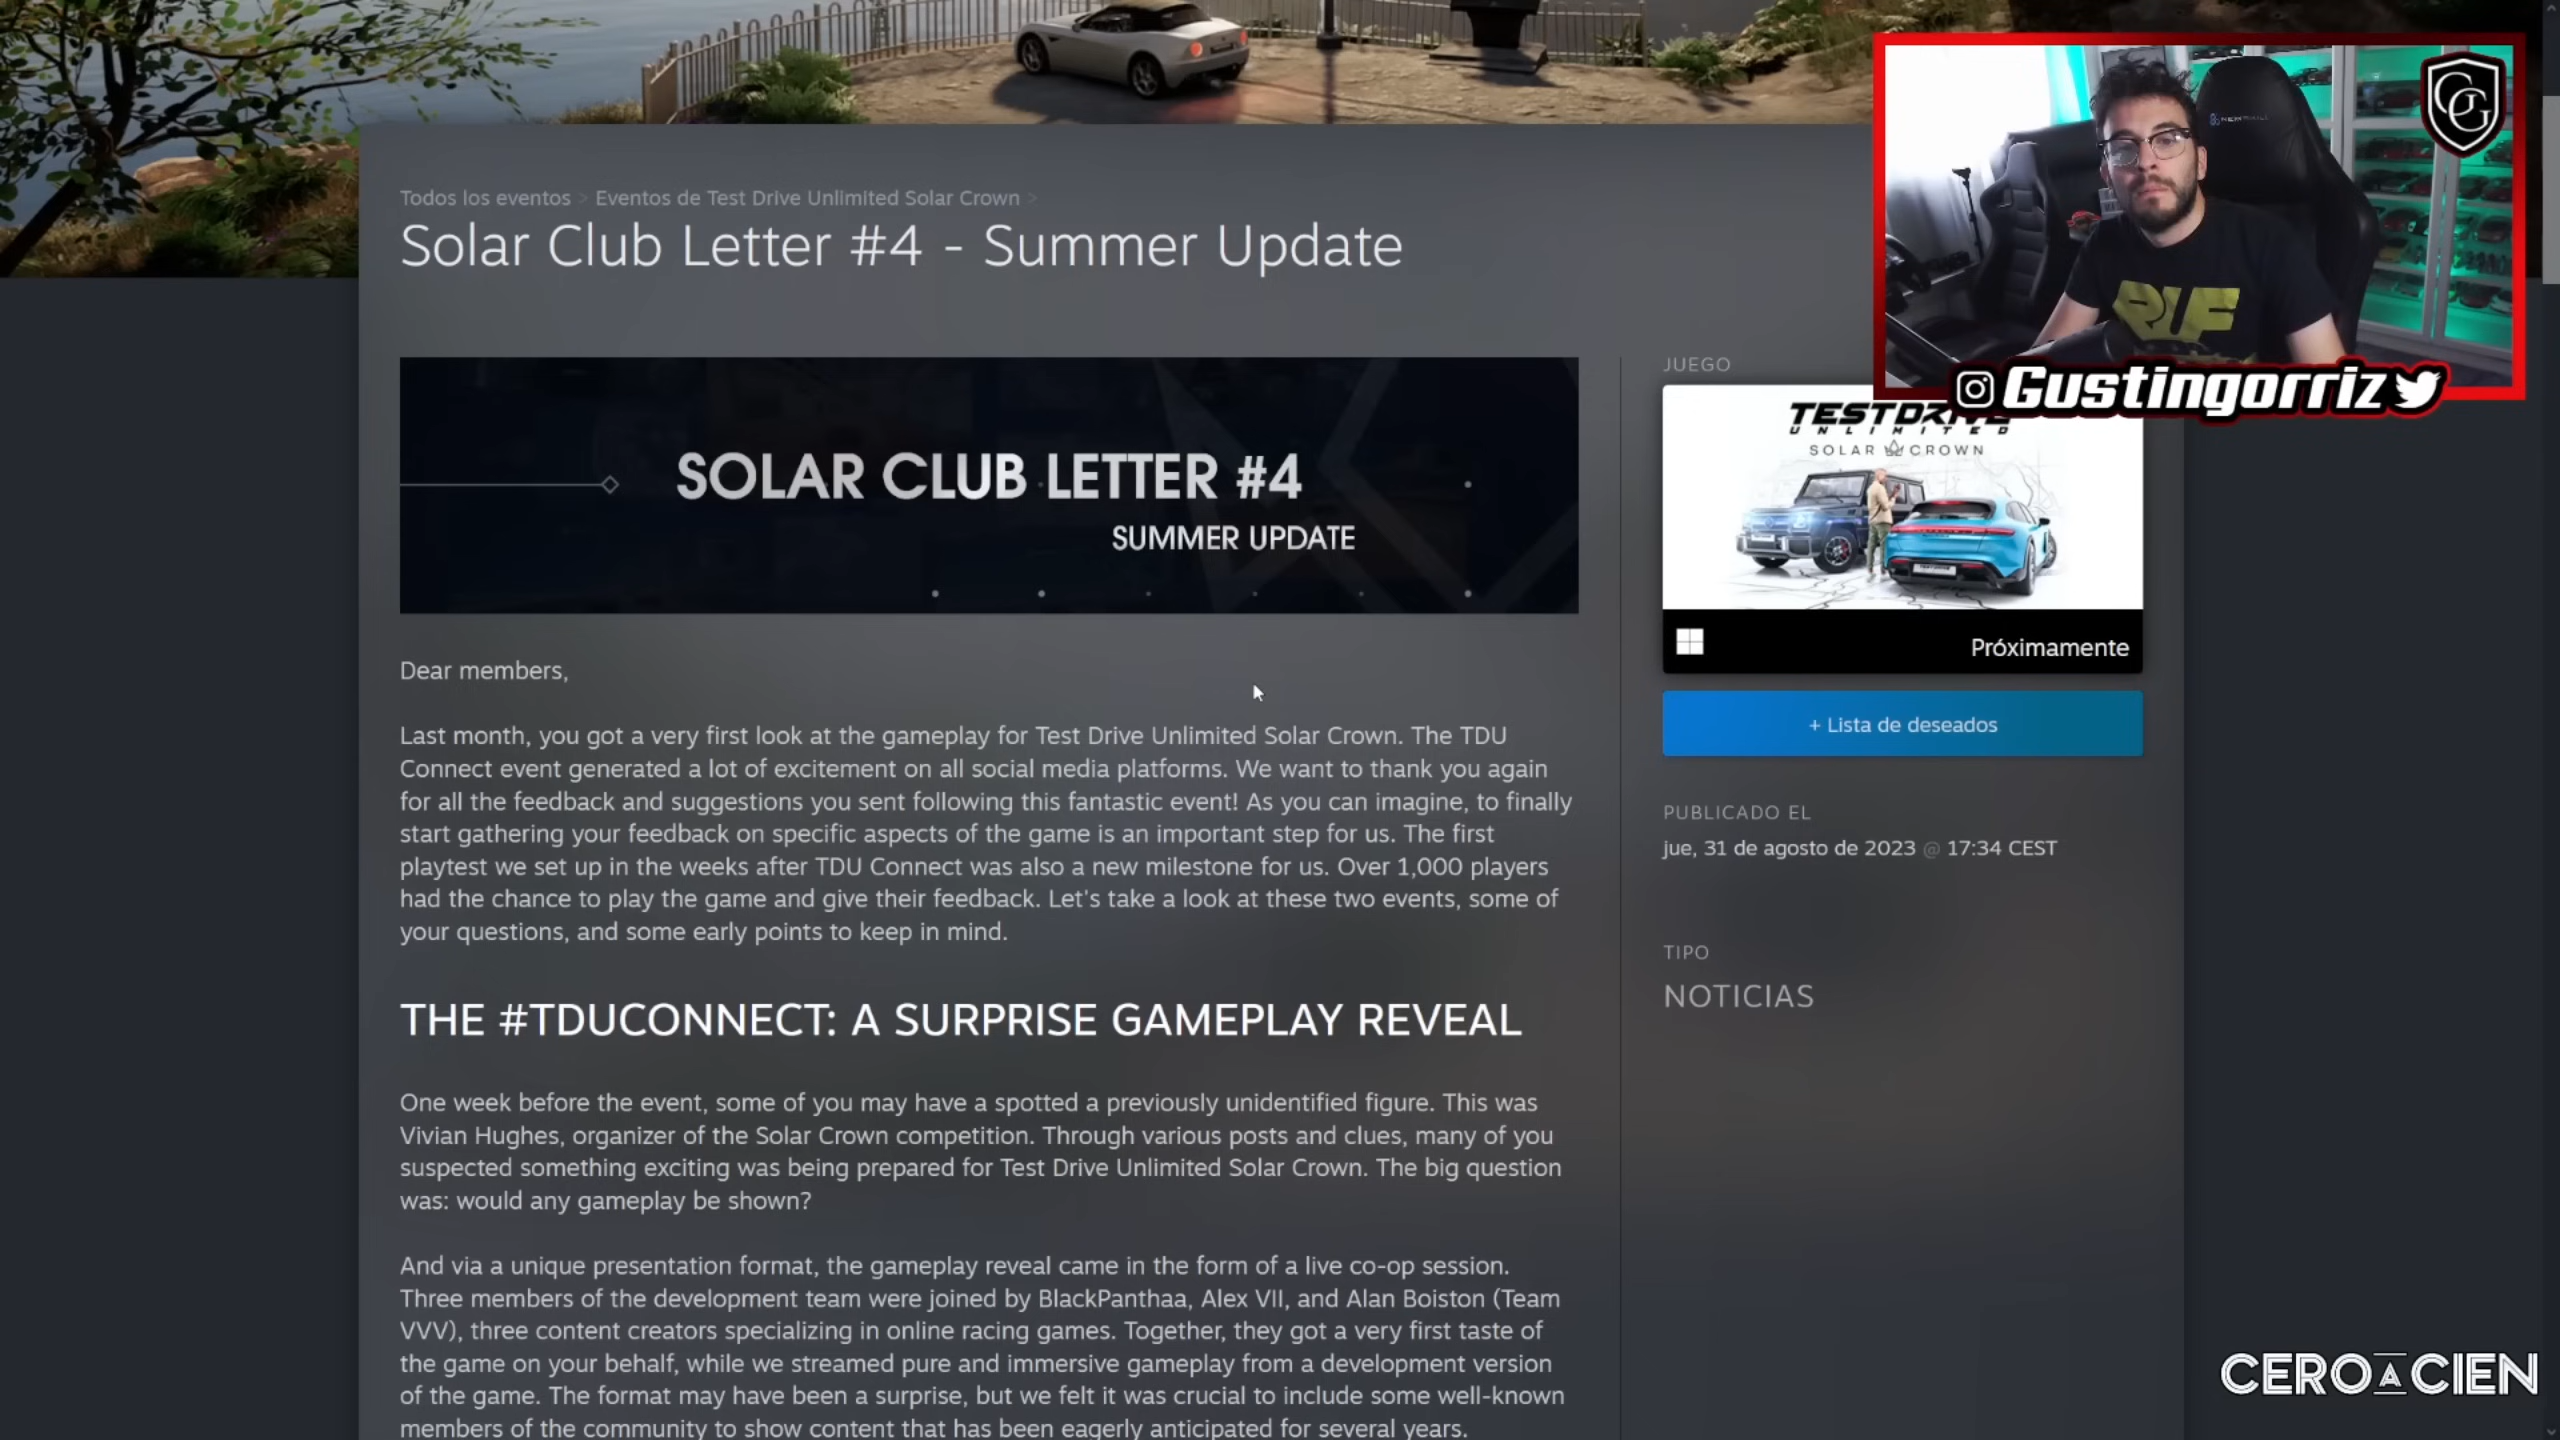 Todos los eventos > Eventos de Test Drive Unlimited Solar Crown >
Solar Club Letter #4 - Summer Update
SOLAR CLUB LETTER #4
SUMMER UPDATE
Dear members,
Last month, you got a very first look at the gameplay for Test Drive Unlimited Solar Crown. The TDU
Connect event generated a lot of excitement on all social media platforms. We want to thank you again
for all the feedback and suggestions you sent following this fantastic event! As you can imagine, to finally
start gathering your feedback on specific aspects of the game is an important step for us. The first
playtest we set up in the weeks after TDU Connect was also a new milestone for us. Over 1,000 players
had the chance to play the game and give their feedback. Let's take a look at these two events, some of
your questions, and some early points to keep in mind.
THE #TDUCONNECT: A SURPRISE GAMEPLAY REVEAL
One week before the event, some of you may have a spotted a previously unidentified figure. This was
Vivian Hughes, organizer of the Solar Crown competition. Through various posts and clues, many of you
suspected something exciting was being prepared for Test Drive Unlimited Solar Crown. The big question
was: would any gameplay be shown?
And via a unique presentation format, the gameplay reveal came in the form of a live co-op session.
Three members of the development team were joined by BlackPanthaa, Alex VII, and Alan Boiston (Team
VVV), three content creators specializing in online racing games. Together, they got a very first taste of
the game on your behalf, while we streamed pure and immersive gameplay from a development version
of the game. The format may have been a surprise, but we felt it was crucial to include some well-known
members of the community to show content that has been eagerly anticipated for several years.
JUEGO
TEST DRIVE
UNLIMITED
SOLAR CROWN
Próximamente
+ Lista de deseados
PUBLICADO EL
jue, 31 de agosto de 2023 @ 17:34 CEST
TIPO
NOTICIAS
CG
RUF
Gustingorriz
CERO A CIEN